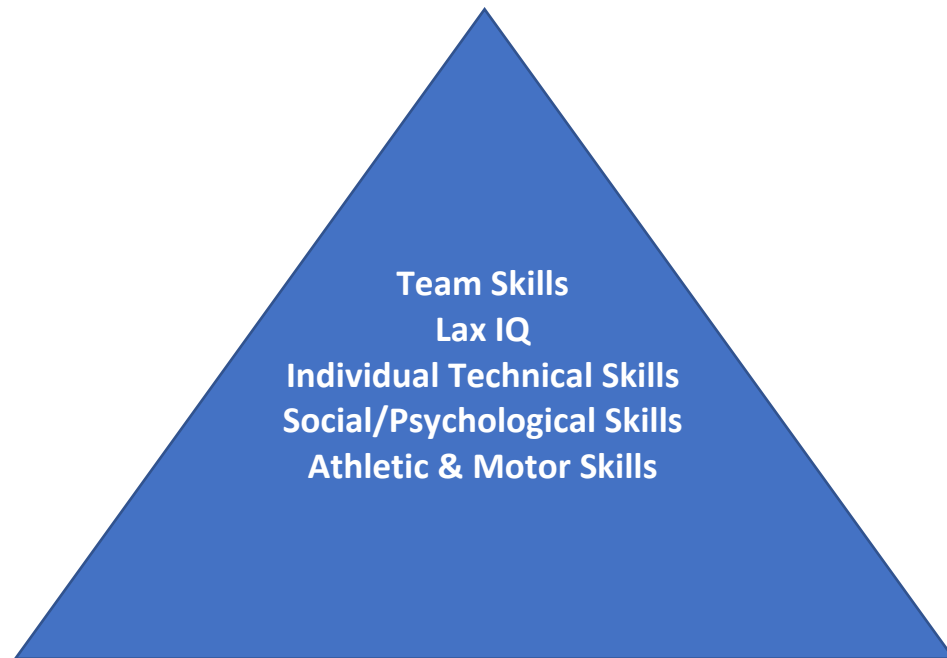 Team Skills
Lax IQ
Individual Technical Skills
Social/Psychological Skills
Athletic & Motor Skills